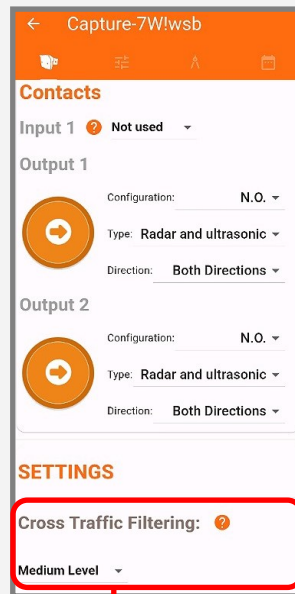 Capture-7W!wsb
Contacts
Input 1 ? Not used
Output 1
Configuration: N.O.
Type: Radar and ultrasonic
Direction: Both Directions
Output 2
Configuration: N.O.
Type: Radar and ultrasonic
Direction: Both Directions
SETTINGS
Cross Traffic Filtering: ?
Medium Level